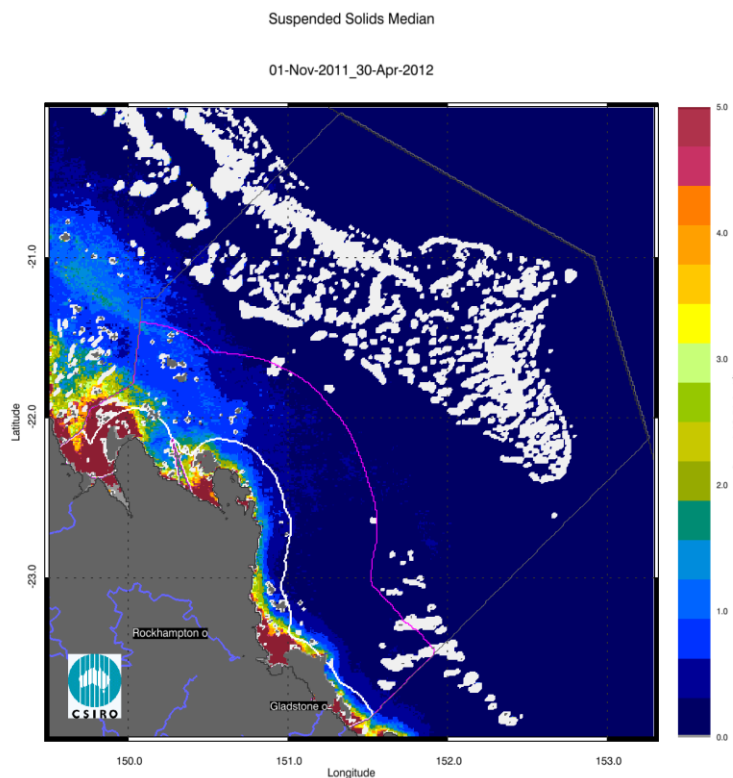 Suspended Solids Median
01-Nov-2011_30-Apr-2012
5.0
4.0
3.0
2.0
1.0
0.0
-21.0
-22.0
-23.0
Latitude
Rockhampton o
Gladstone o
CSIRO
150.0
151.0
152.0
153.0
Longitude